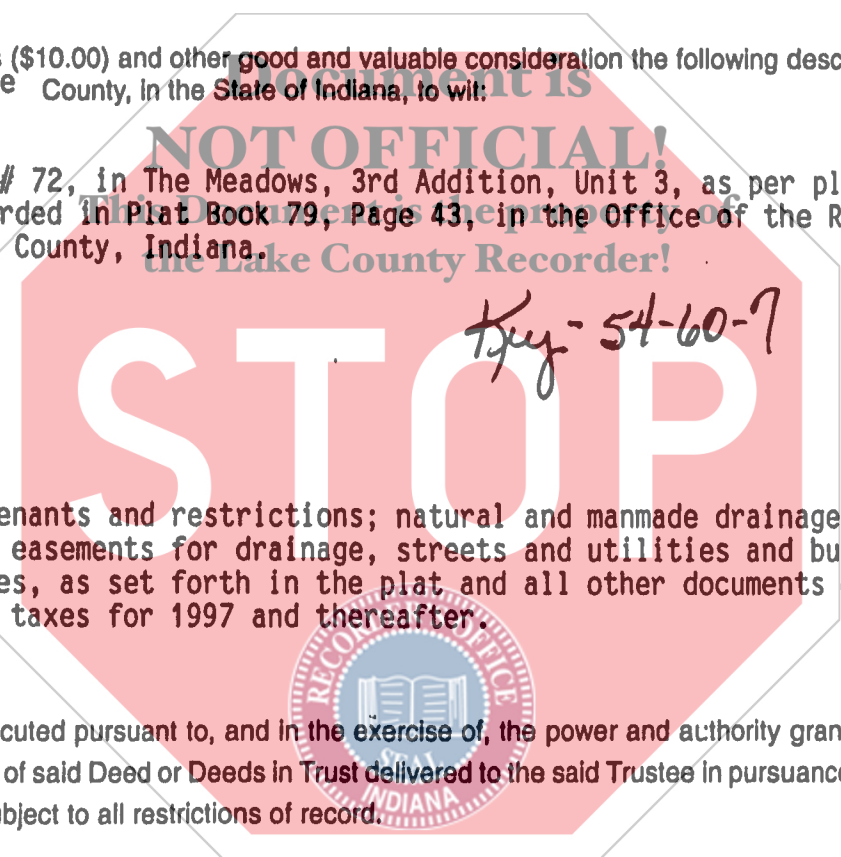 s ($10.00) and other good and valuable consideration the following desc
e County, in the State of Indiana, to wit:
Document is
NOT OFFICIAL!
# 72, in The Meadows, 3rd Addition, Unit 3, as per pl
This Document is the property of
rded in Plat Book 79, Page 43, in the Office of the R
County, Indiana.
the Lake County Recorder!
Key- 54-60-7
STOP
enants and restrictions; natural and manmade drainage
easements for drainage, streets and utilities and bu
es, as set forth in the plat and all other documents
taxes for 1997 and thereafter.
RECORDER'S OFFICE
SEAL
INDIANA
cuted pursuant to, and in the exercise of, the power and authority gran
of said Deed or Deeds in Trust delivered to the said Trustee in pursuance
bject to all restrictions of record.